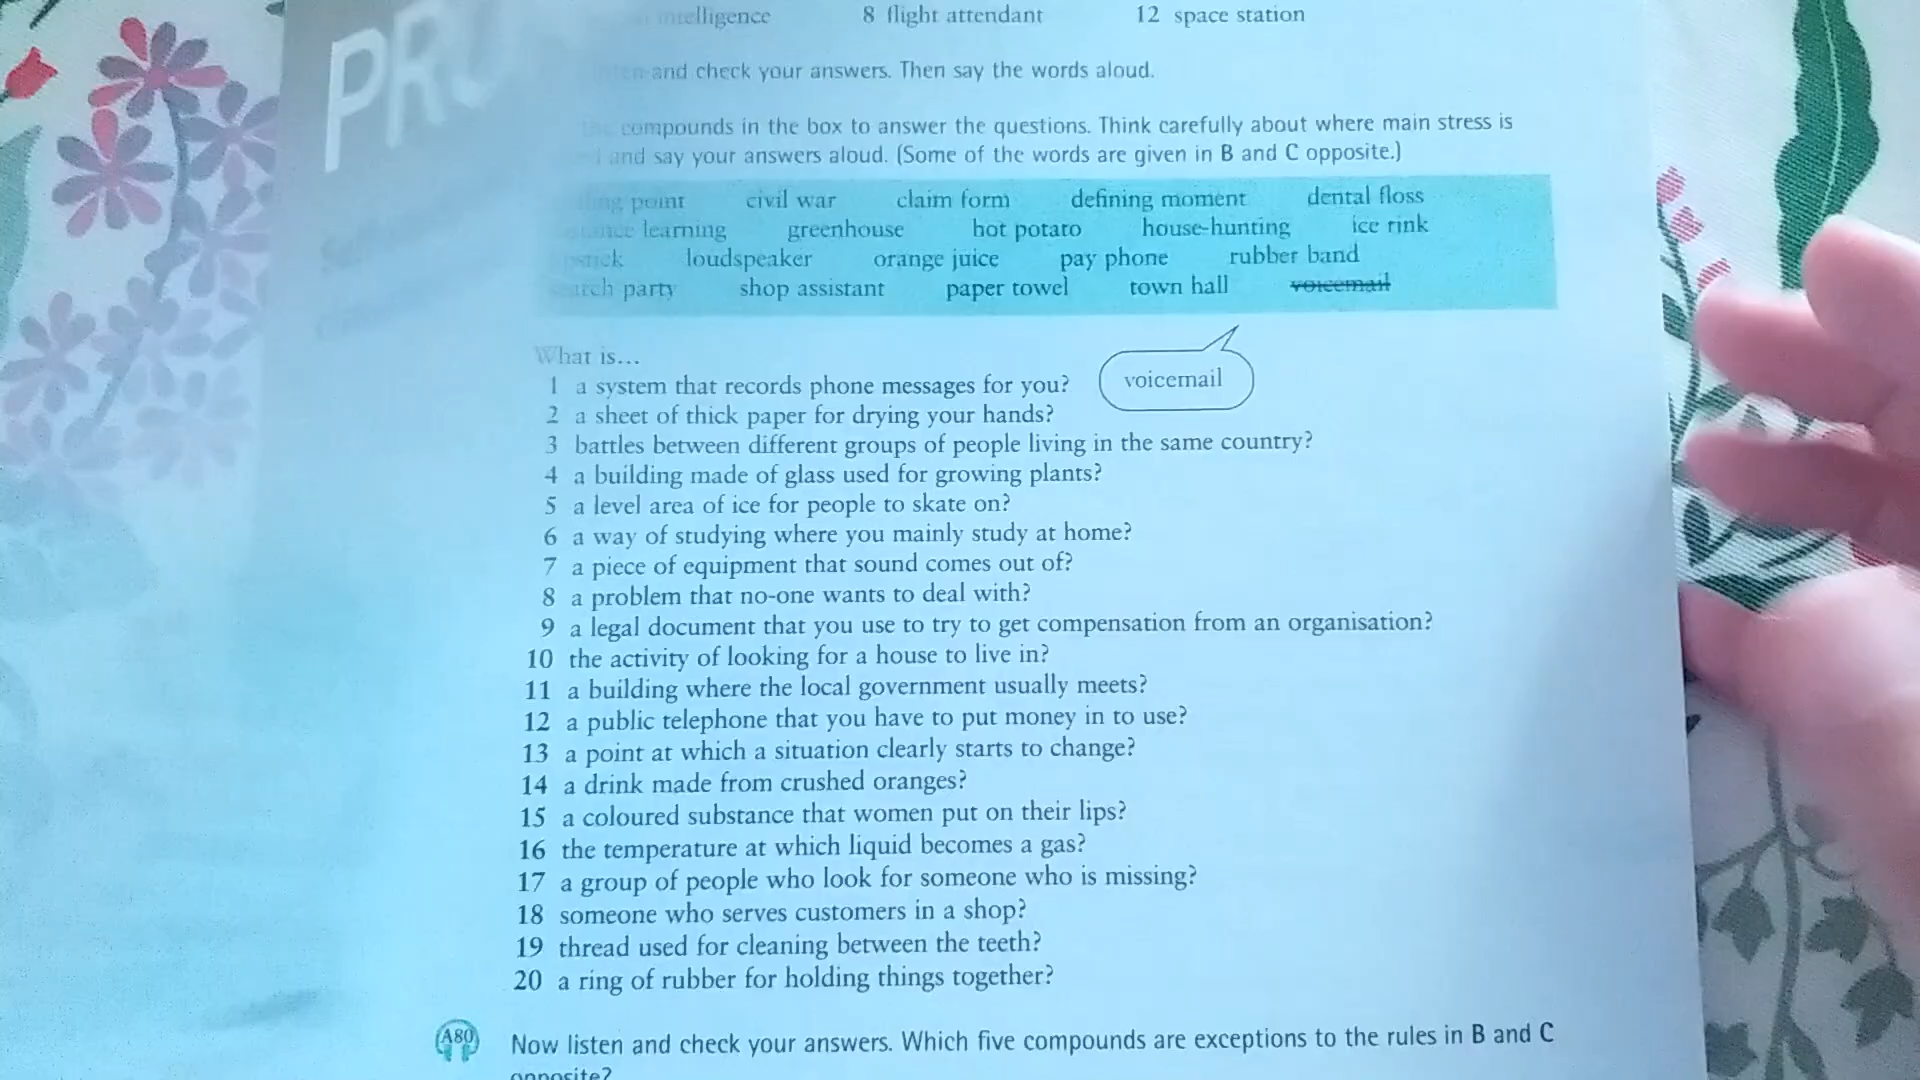 intelligence 8 flight attendant 12 space station
and check your answers. Then say the words aloud.
compounds in the box to answer the questions. Think carefully about where main stress is
and say your answers aloud. (Some of the words are given in B and C opposite.)
point civil war claim form defining moment dental floss
learning greenhouse hot potato house-hunting ice rink
loudspeaker orange juice pay phone rubber band
party shop assistant paper towel town hall voicemail
What is...
1 a system that records phone messages for you? voicemail
2 a sheet of thick paper for drying your hands?
3 battles between different groups of people living in the same country?
4 a building made of glass used for growing plants?
5 a level area of ice for people to skate on?
6 a way of studying where you mainly study at home?
7 a piece of equipment that sound comes out of?
8 a problem that no-one wants to deal with?
9 a legal document that you use to try to get compensation from an organisation?
10 the activity of looking for a house to live in?
11 a building where the local government usually meets?
12 a public telephone that you have to put money in to use?
13 a point at which a situation clearly starts to change?
14 a drink made from crushed oranges?
15 a coloured substance that women put on their lips?
16 the temperature at which liquid becomes a gas?
17 a group of people who look for someone who is missing?
18 someone who serves customers in a shop?
19 thread used for cleaning between the teeth?
20 a ring of rubber for holding things together?
A80 Now listen and check your answers. Which five compounds are exceptions to the rules in B and C
opposite?